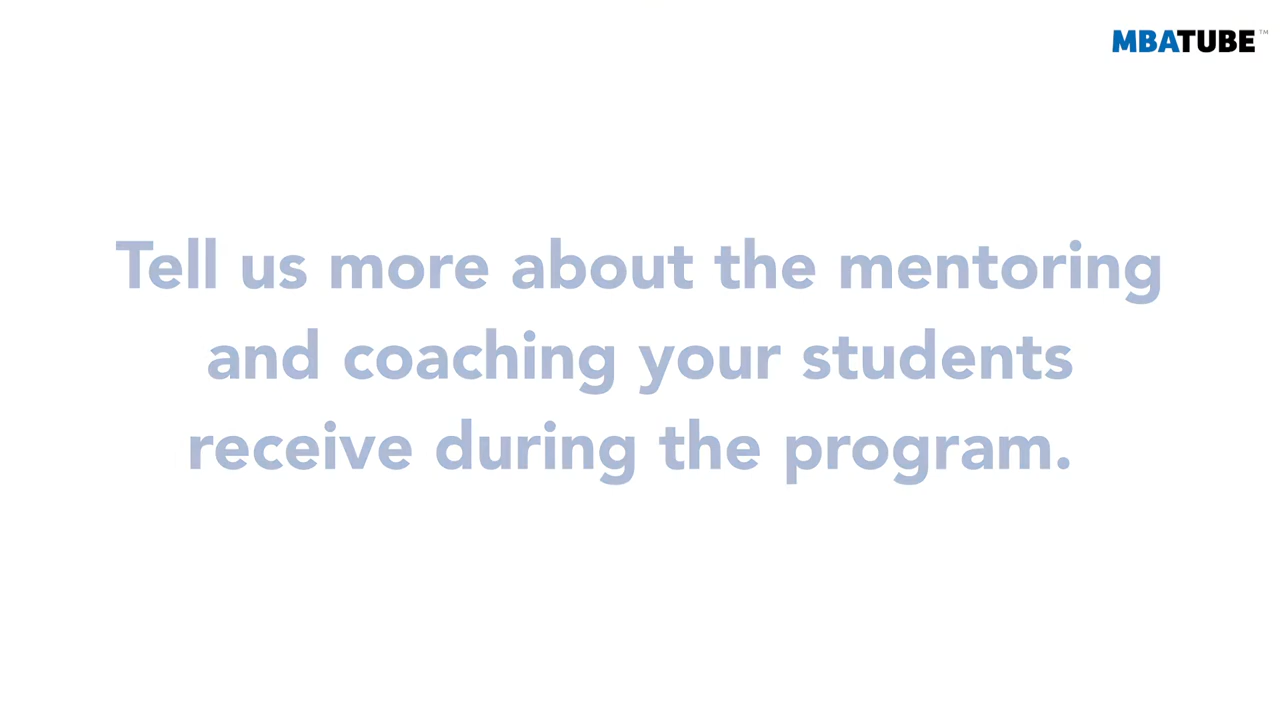 MBATUBE™
Tell us more about the mentoring
and coaching your students
receive during the program.